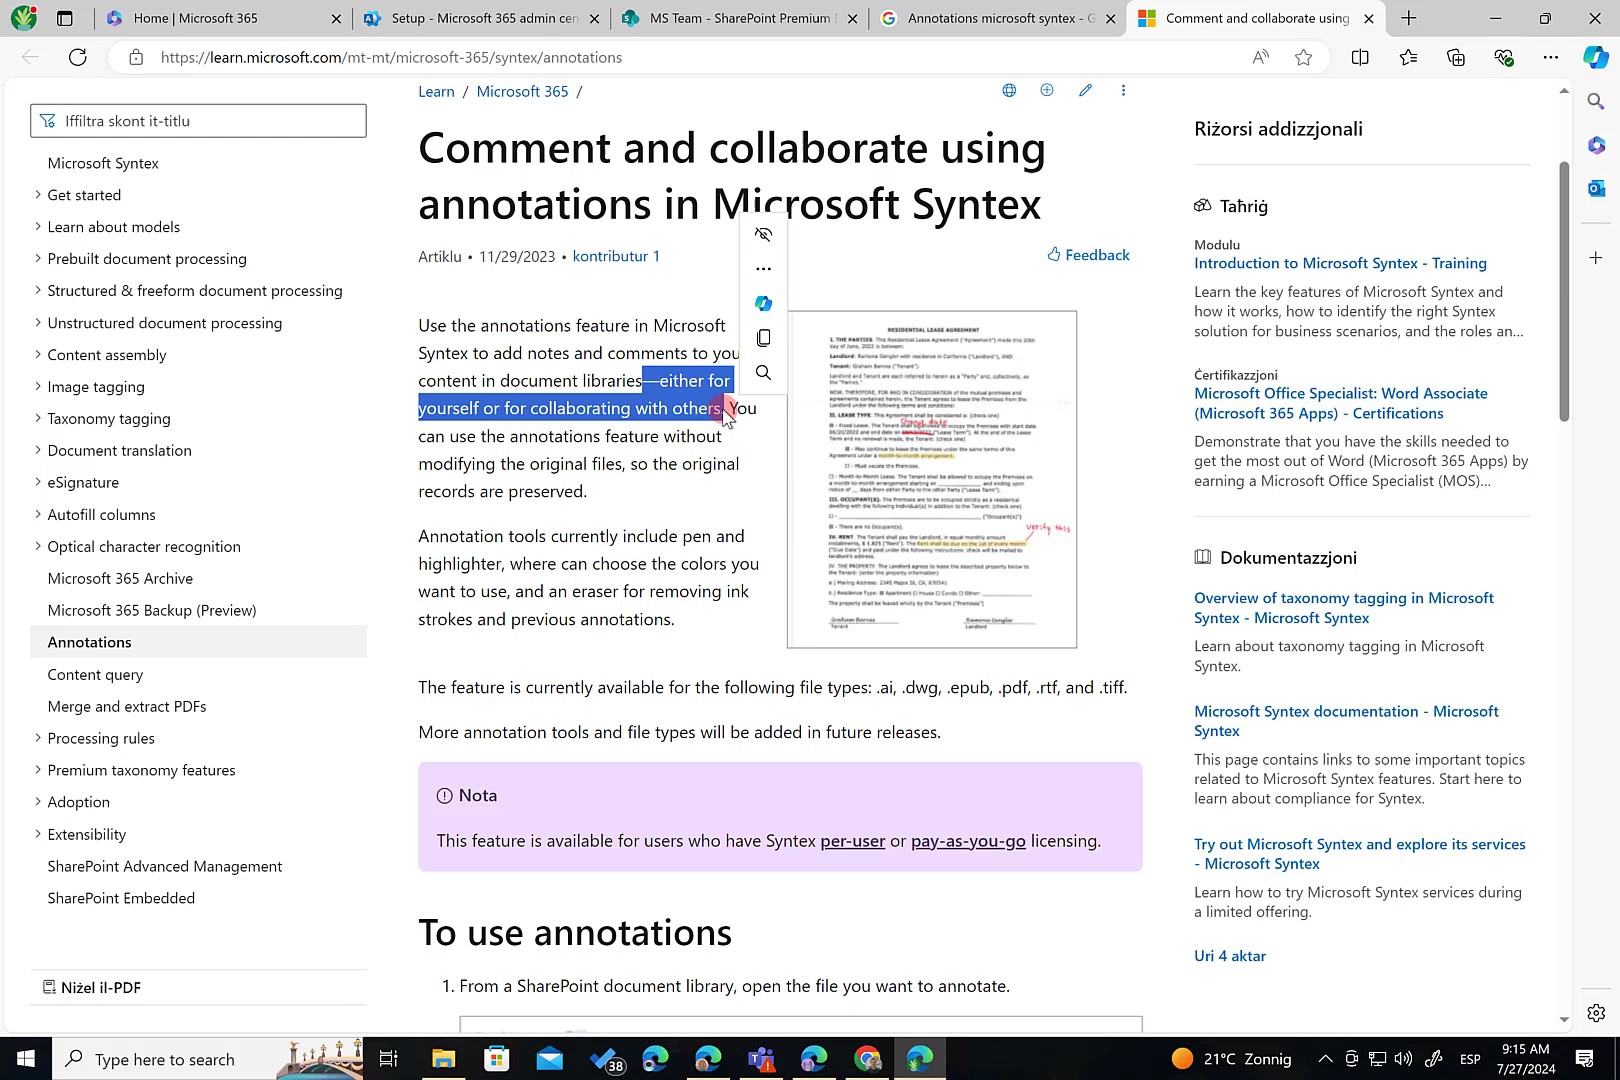 Home | Microsoft 365
Setup - Microsoft 365 admin cen
MS Team - SharePoint Premium
Annotations microsoft syntex - G
Comment and collaborate using
https://learn.microsoft.com/mt-mt/microsoft-365/syntex/annotations
Iffiltra skont it-titlu
Microsoft Syntex
Get started
Learn about models
Prebuilt document processing
Structured & freeform document processing
Unstructured document processing
Content assembly
Image tagging
Taxonomy tagging
Document translation
eSignature
Autofill columns
Optical character recognition
Microsoft 365 Archive
Microsoft 365 Backup (Preview)
Annotations
Content query
Merge and extract PDFs
Processing rules
Premium taxonomy features
Adoption
Extensibility
SharePoint Advanced Management
SharePoint Embedded
Niżel il-PDF
Learn / Microsoft 365 /
Comment and collaborate using
annotations in Microsoft Syntex
Artiklu • 11/29/2023 • kontributur 1
Feedback
Use the annotations feature in Microsoft
Syntex to add notes and comments to you
content in document libraries—either for
yourself or for collaborating with others. You
can use the annotations feature without
modifying the original files, so the original
records are preserved.
Annotation tools currently include pen and
highlighter, where can choose the colors you
want to use, and an eraser for removing ink
strokes and previous annotations.
RESIDENTIAL LEASE AGREEMENT
Change date
verify this
Tenant
Landlord
The feature is currently available for the following file types: .ai, .dwg, .epub, .pdf, .rtf, and .tiff.
More annotation tools and file types will be added in future releases.
Nota
This feature is available for users who have Syntex per-user or pay-as-you-go licensing.
To use annotations
1. From a SharePoint document library, open the file you want to annotate.
Riżorsi addizzjonali
Taħriġ
Modulu
Introduction to Microsoft Syntex - Training
Learn the key features of Microsoft Syntex and
how it works, how to identify the right Syntex
solution for business scenarios, and the roles an...
Ċertifikazzjoni
Microsoft Office Specialist: Word Associate
(Microsoft 365 Apps) - Certifications
Demonstrate that you have the skills needed to
get the most out of Word (Microsoft 365 Apps) by
earning a Microsoft Office Specialist (MOS)...
Dokumentazzjoni
Overview of taxonomy tagging in Microsoft
Syntex - Microsoft Syntex
Learn about taxonomy tagging in Microsoft
Syntex.
Microsoft Syntex documentation - Microsoft
Syntex
This page contains links to some important topics
related to Microsoft Syntex features. Start here to
learn about compliance for Syntex.
Try out Microsoft Syntex and explore its services
- Microsoft Syntex
Learn how to try Microsoft Syntex services during
a limited offering.
Uri 4 aktar
Type here to search
38
21°C Zonnig
ESP
9:15 AM
7/27/2024